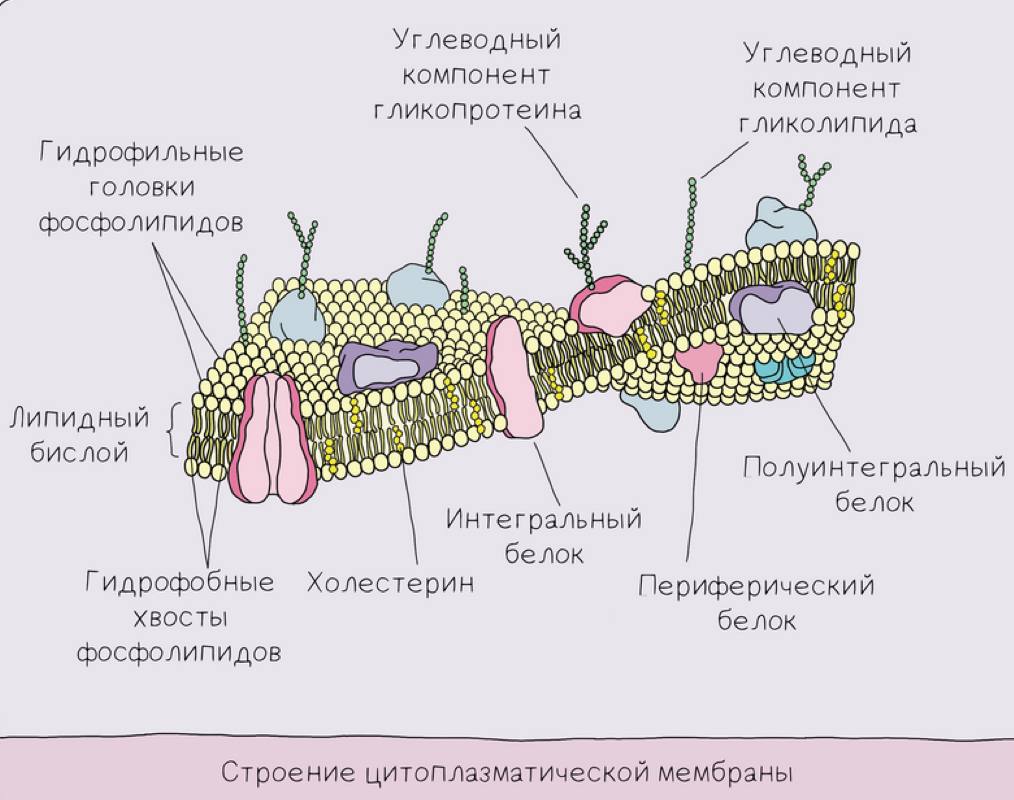 Углеводный
компонент
гликопротеина
Углеводный
компонент
гликолипида
Гидрофильные
головки
фосфолипидов
Липидный
бислой
Полуинтегральный
белок
Интегральный
белок
Гидрофобные
хвосты
фосфолипидов
Холестерин
Периферический
белок
Строение цитоплазматической мембраны